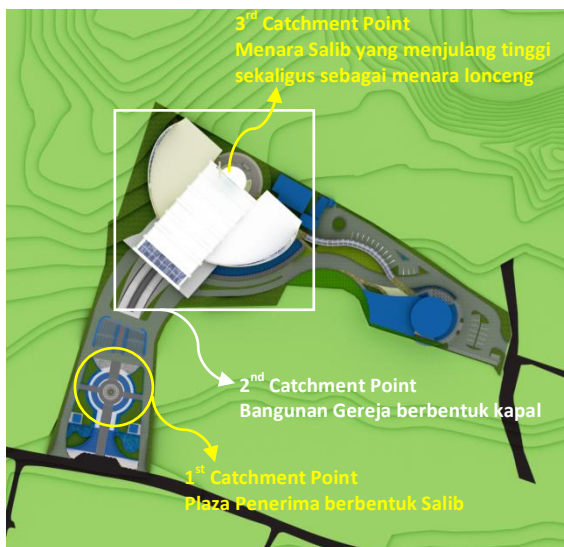 3rd Catchment Point
Menara Salib yang menjulang tinggi
sekaligus sebagai menara lonceng
2nd Catchment Point
Bangunan Gereja berbentuk kapal
1st Catchment Point
Plaza Penerima berbentuk Salib